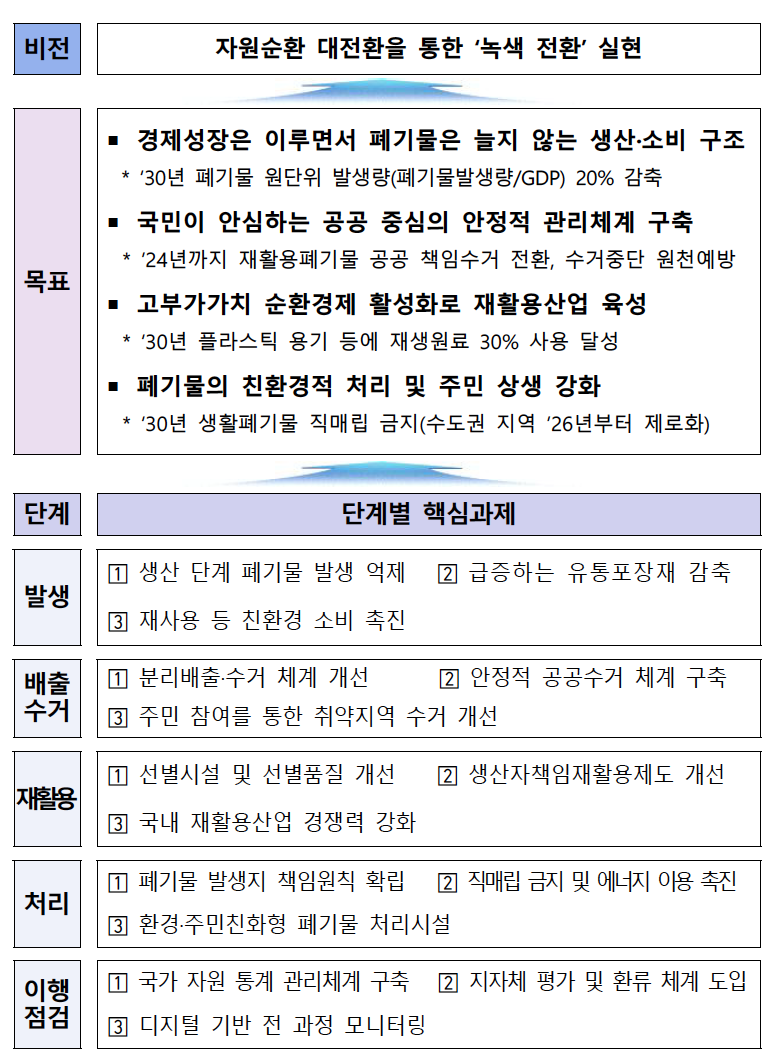 비전
자원순환 대전환을 통한 ‘녹색 전환’ 실현
목표
▪ 경제성장은 이루면서 폐기물은 늘지 않는 생산·소비 구조
* ‘30년 폐기물 원단위 발생량(폐기물발생량/GDP) 20% 감축
▪ 국민이 안심하는 공공 중심의 안정적 관리체계 구축
* ‘24년까지 재활용폐기물 공공 책임수거 전환, 수거중단 원천예방
▪ 고부가가치 순환경제 활성화로 재활용산업 육성
* ‘30년 플라스틱 용기 등에 재생원료 30% 사용 달성
▪ 폐기물의 친환경적 처리 및 주민 상생 강화
* ‘30년 생활폐기물 직매립 금지(수도권 지역 ‘26년부터 제로화)
단계
단계별 핵심과제
발생
1 생산 단계 폐기물 발생 억제 2 급증하는 유통포장재 감축
3 재사용 등 친환경 소비 촉진
배출
수거
1 분리배출·수거 체계 개선 2 안정적 공공수거 체계 구축
3 주민 참여를 통한 취약지역 수거 개선
재활용
1 선별시설 및 선별품질 개선 2 생산자책임재활용제도 개선
3 국내 재활용산업 경쟁력 강화
처리
1 폐기물 발생지 책임원칙 확립 2 직매립 금지 및 에너지 이용 촉진
3 환경·주민친화형 폐기물 처리시설
이행
점검
1 국가 자원 통계 관리체계 구축 2 지자체 평가 및 환류 체계 도입
3 디지털 기반 전 과정 모니터링